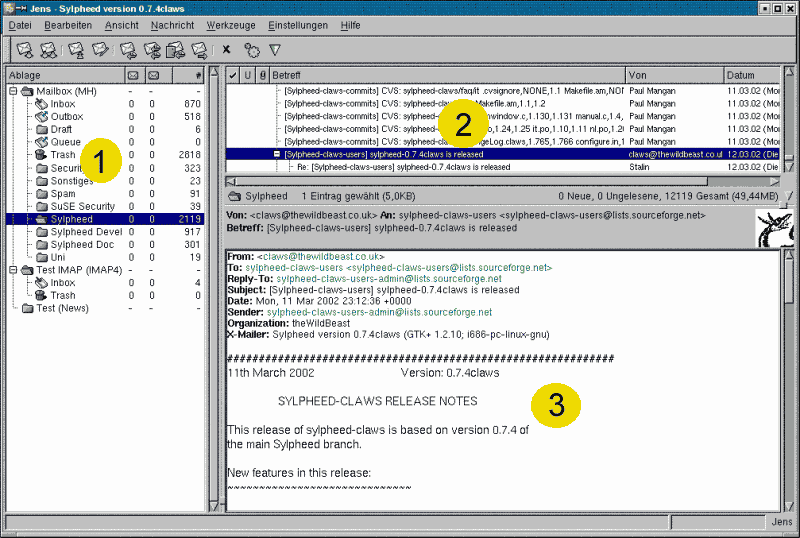 Jens - Sylpheed version 0.7.4claws
Datei Bearbeiten Ansicht Nachricht Werkzeuge Einstellungen Hilfe
Ablage #
Mailbox (MH) - - -
Inbox 0 0 870
Outbox 0 0 518
Draft 0 0 6
Queue 0 0 0
Trash 0 0 2818
Security 0 0 323
Sonstiges 0 0 23
Spam 0 0 91
SuSE Security 0 0 39
Sylpheed 0 0 2119
Sylpheed Devel 0 0 917
Sylpheed Doc 0 0 301
Uni 0 0 19
Test IMAP (IMAP4) - - -
Inbox 0 0 4
Trash 0 0 0
Test (News) - - -
1
U Betreff Von Datum
[Sylpheed-claws-commits] CVS: sylpheed-claws/faq/it .cvsignore,NONE,1.1 Makefile.am,NON Paul Mangan 11.03.02 (Mon
[Sylpheed-claws-commits] CVS: sylphe Makefile.am,1.1,1.2 Paul Mangan 11.03.02 (Mon
[Sylpheed-claws-commits] CVS: sylph nwindow.c,1.130,1.131 manual.c,1.4, Paul Mangan 11.03.02 (Mon
[Sylpheed-claws-commits] CVS: sylph o,1.24,1.25 it.po,1.10,1.11 nl.po,1.2 Paul Mangan 11.03.02 (Mon
[Sylpheed-claws-commits] CVS: sylphe ngeLog.claws,1.765,1.766 configure.in,1 Paul Mangan 11.03.02 (Mon
[Sylpheed-claws-users] sylpheed-0.7.4claws is released claws@thewildbeast.co.uk 12.03.02 (Die
Re: [Sylpheed-claws-users] sylpheed-0.7.4claws is released Stalin 12.03.02 (Die
2
Sylpheed 1 Eintrag gewählt (5,0KB) 0 Neue, 0 Ungelesene, 12119 Gesamt (49,44MB)
Von: <claws@thewildbeast.co.uk> An: sylpheed-claws-users <sylpheed-claws-users@lists.sourceforge.net>
Betreff: [Sylpheed-claws-users] sylpheed-0.7.4claws is released
From: <claws@thewildbeast.co.uk>
To: sylpheed-claws-users <sylpheed-claws-users@lists.sourceforge.net>
Reply-To: sylpheed-claws-users-admin@lists.sourceforge.net
Subject: [Sylpheed-claws-users] sylpheed-0.7.4claws is released
Date: Mon, 11 Mar 2002 23:12:36 +0000
Sender: sylpheed-claws-users-admin@lists.sourceforge.net
Organization: theWildBeast
X-Mailer: Sylpheed version 0.7.4claws (GTK+ 1.2.10; i686-pc-linux-gnu)
##############################################################
11th March 2002 Version: 0.7.4claws
SYLPHEED-CLAWS RELEASE NOTES
3
This release of sylpheed-claws is based on version 0.7.4 of
the main Sylpheed branch.
New features in this release:
~~~~~~~~~~~~~~~~~~~~~~~~~~~~~
Jens